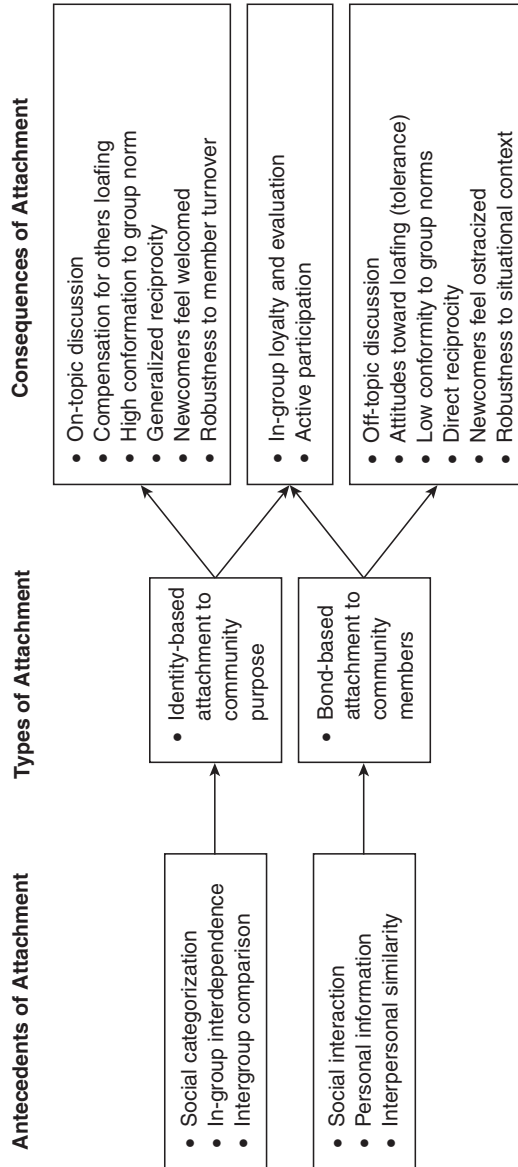 Antecedents of Attachment
• Social categorization
• In-group interdependence
• Intergroup comparison
• Social interaction
• Personal information
• Interpersonal similarity
Types of Attachment
• Identity-based
attachment to
community
purpose
• Bond-based
attachment to
community
members
Consequences of Attachment
• On-topic discussion
• Compensation for others loafing
• High conformation to group norm
• Generalized reciprocity
• Newcomers feel welcomed
• Robustness to member turnover
• In-group loyalty and evaluation
• Active participation
• Off-topic discussion
• Attitudes toward loafing (tolerance)
• Low conformity to group norms
• Direct reciprocity
• Newcomers feel ostracized
• Robustness to situational context